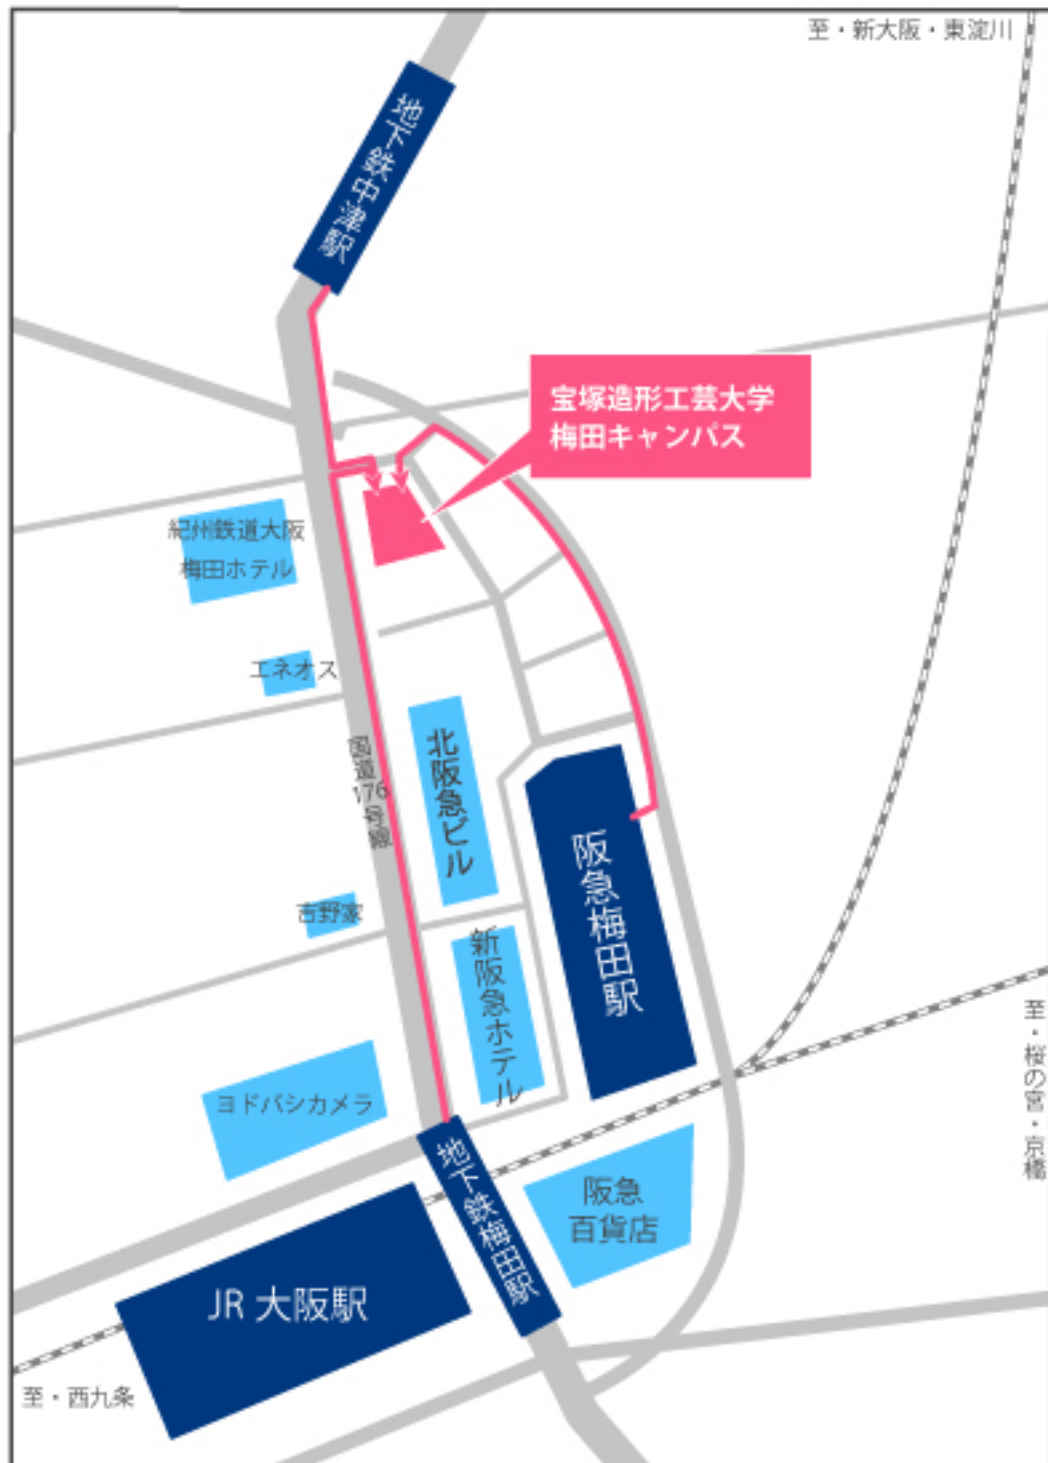 至・新大阪・東淀川
地下鉄中津駅
宝塚造形工芸大学
梅田キャンパス
紀州鉄道大阪
梅田ホテル
エネオス
国道176号線
北阪急ビル
阪急梅田駅
吉野家
新阪急ホテル
至・桜の宮・京橋
ヨドバシカメラ
地下鉄梅田駅
阪急
百貨店
JR 大阪駅
至・西九条